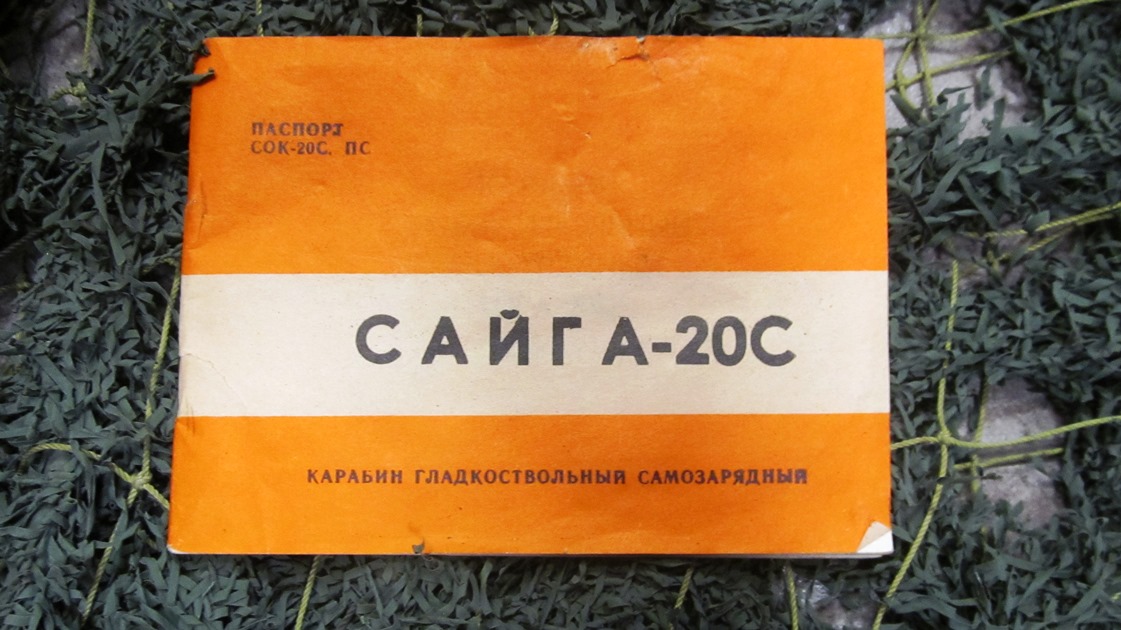 ПАСПОРТ
СОК-20С. ПС
САЙГА-20С
КАРАБИН ГЛАДКОСТВОЛЬНЫЙ САМОЗАРЯДНЫЙ